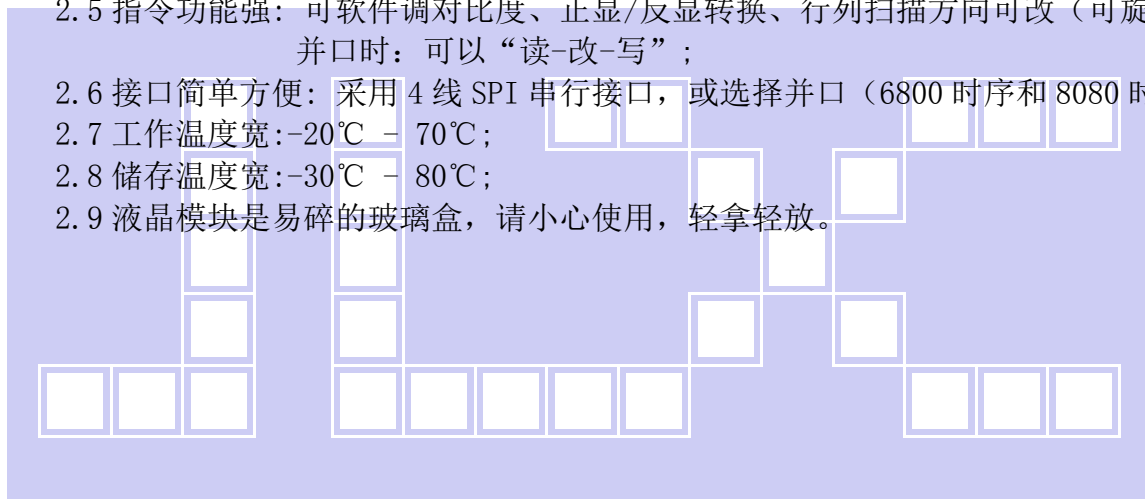 2.5 指令功能强: 可软件调对比度、正显/反显转换、行列扫描方向可改（可旋
并口时: 可以“读-改-写”;
2.6 接口简单方便: 采用 4 线 SPI 串行接口，或选择并口（6800 时序和 8080 时
2.7 工作温度宽:-20℃ - 70℃;
2.8 储存温度宽:-30℃ - 80℃;
2.9 液晶模块是易碎的玻璃盒，请小心使用，轻拿轻放。